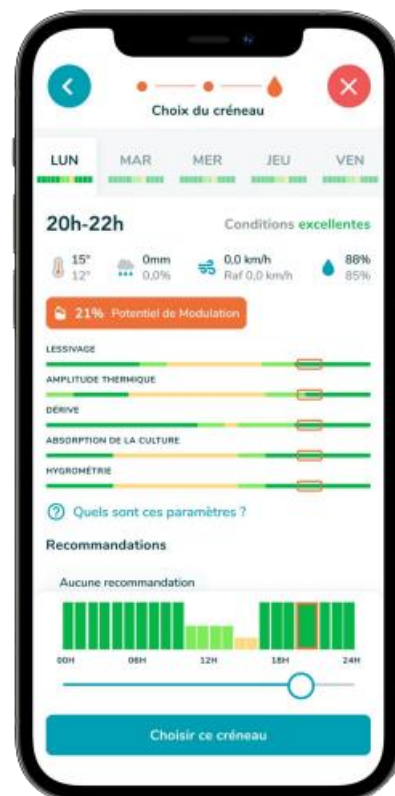 Choix du créneau
LUN MAR MER JEU VEN
20h-22h Conditions excellentes
15° 0mm 0,0 km/h 88%
12° 0,0% Raf 0,0 km/h 85%
21% Potentiel de Modulation
LESSIVAGE
AMPLITUDE THERMIQUE
DÉRIVE
ABSORPTION DE LA CULTURE
HYGROMÉTRIE
Quels sont ces paramètres ?
Recommandations
Aucune recommandation
00H 06H 12H 18H 24H
Choisir ce créneau